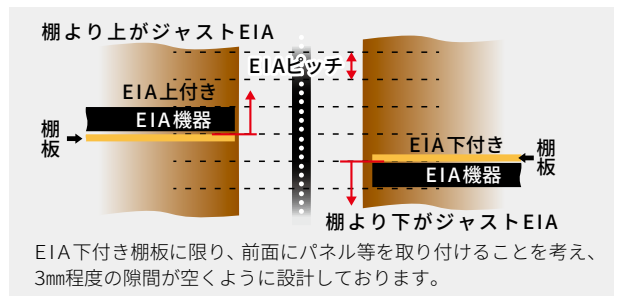 棚より上がジャストEIA
EIAピッチ
EIA上付き
EIA機器
棚板
EIA下付き
棚板
EIA機器
棚より下がジャストEIA
EIA下付き棚板に限り、前面にパネル等を取り付けることを考え、
3㎜程度の隙間が空くように設計しております。